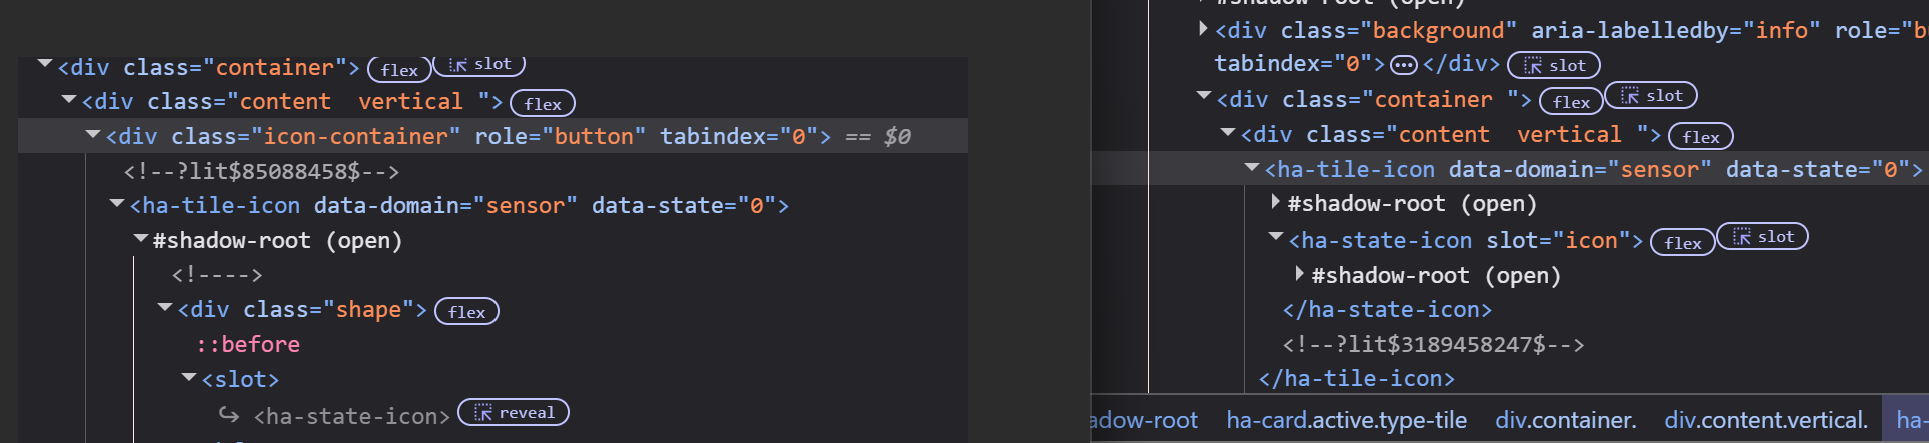 <div class="container"> flex slot
<div class="content  vertical "> flex
<div class="icon-container" role="button" tabindex="0"> == $0
<!--?lit$85088458$-->
<ha-tile-icon data-domain="sensor" data-state="0">
#shadow-root (open)
<!---->
<div class="shape"> flex
::before
<slot>
↪ <ha-state-icon> reveal
#shadow-root (open)
<div class="background" aria-labelledby="info" role="bu
tabindex="0"> ••• </div> slot
<div class="container "> flex slot
<div class="content  vertical "> flex
<ha-tile-icon data-domain="sensor" data-state="0">
#shadow-root (open)
<ha-state-icon slot="icon"> flex slot
#shadow-root (open)
</ha-state-icon>
<!--?lit$3189458247$-->
</ha-tile-icon>
adow-root ha-card.active.type-tile div.container. div.content.vertical. ha-